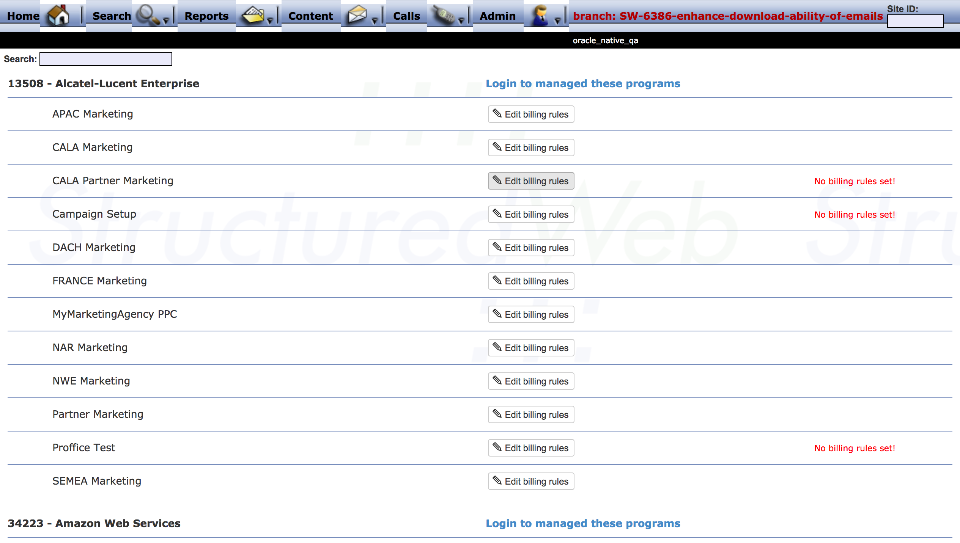 Home Search Reports Content Calls Admin branch: SW-6386-enhance-download-ability-of-emails Site ID:
oracle_native_qa
Search:
13508 - Alcatel-Lucent Enterprise Login to managed these programs
APAC Marketing Edit billing rules
CALA Marketing Edit billing rules
CALA Partner Marketing Edit billing rules No billing rules set!
Campaign Setup Edit billing rules No billing rules set!
DACH Marketing Edit billing rules
FRANCE Marketing Edit billing rules
MyMarketingAgency PPC Edit billing rules
NAR Marketing Edit billing rules
NWE Marketing Edit billing rules
Partner Marketing Edit billing rules
Proffice Test Edit billing rules No billing rules set!
SEMEA Marketing Edit billing rules
34223 - Amazon Web Services Login to managed these programs
StructuredWeb